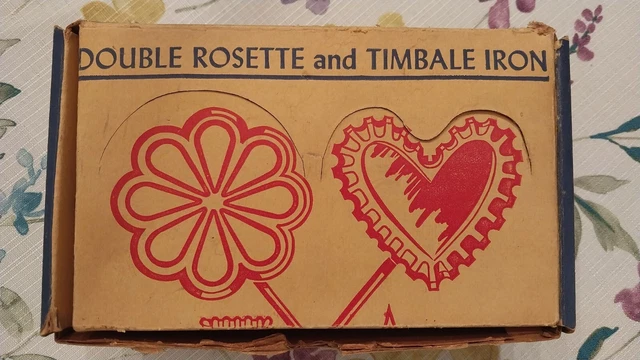 DOUBLE ROSETTE and TIMBALE IRON